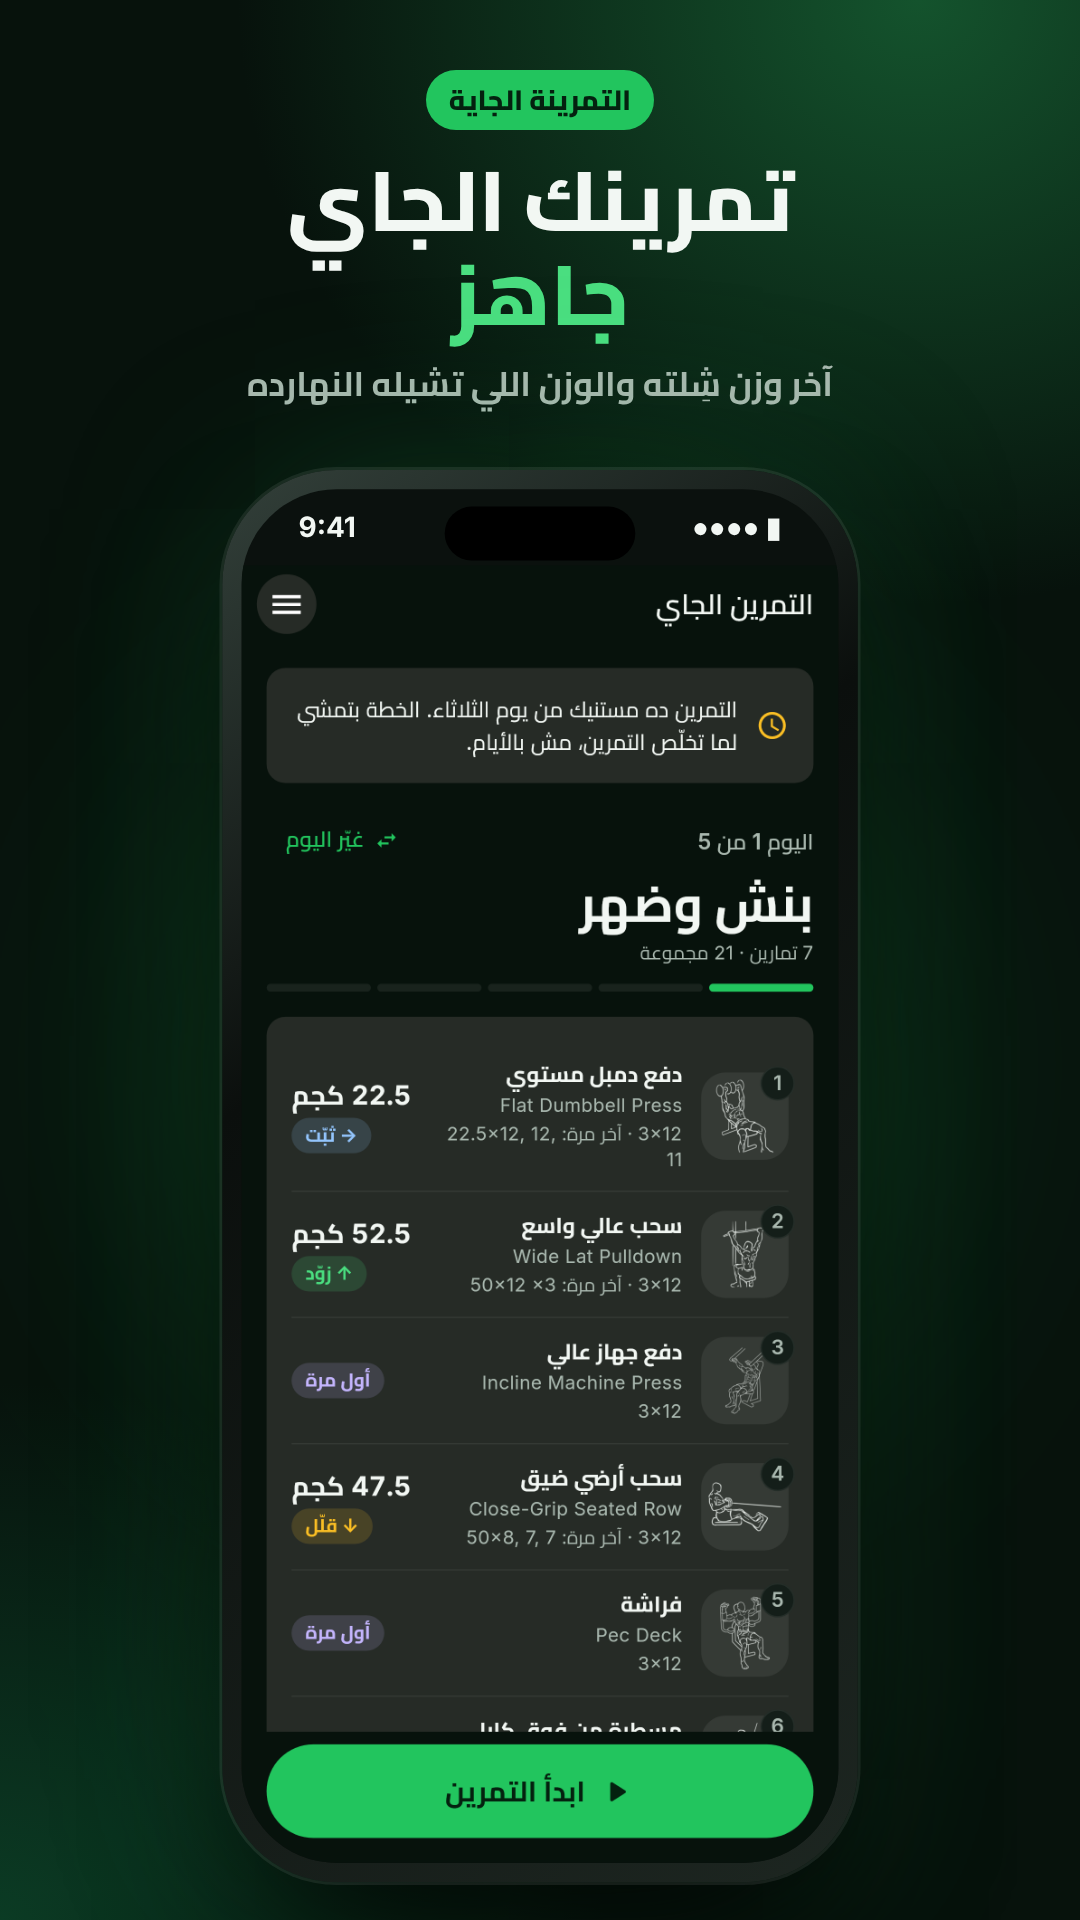 التمرينة الجاية
تمرينك الجاي
جاهز
آخر وزن شِلته والوزن اللي تشيله النهارده
9:41
التمرين الجاي
التمرين ده مستنيك من يوم الثلاثاء. الخطة بتمشي
لما تخلّص التمرين، مش بالأيام.
اليوم 1 من 5
غيّر اليوم
بنش وضهر
7 تمارين · 21 مجموعة
1
دفع دمبل مستوي
Flat Dumbbell Press
3×12 · آخر مرة: 22.5×12, 12,
11
22.5 كجم
→ ثبّت
2
سحب عالي واسع
Wide Lat Pulldown
3×12 · آخر مرة: 3× 50×12
52.5 كجم
↑ زوّد
3
دفع جهاز عالي
Incline Machine Press
3×12
أول مرة
4
سحب أرضي ضيق
Close-Grip Seated Row
3×12 · آخر مرة: 50×8, 7, 7
47.5 كجم
↓ قلّل
5
فراشة
Pec Deck
3×12
أول مرة
6
ابدأ التمرين